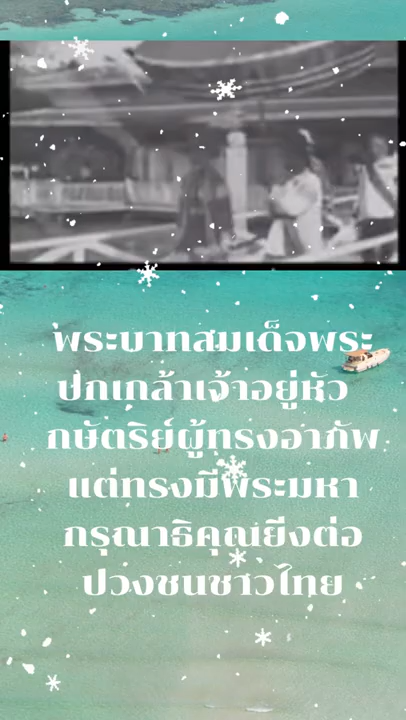 พระบาทสมเด็จพระ
ปกเกล้าเจ้าอยู่หัว
กษัตริย์ผู้ทรงอาภัพ
แต่ทรงมีพระมหา
กรุณาธิคุณยิ่งต่อ
ปวงชนชาวไทย